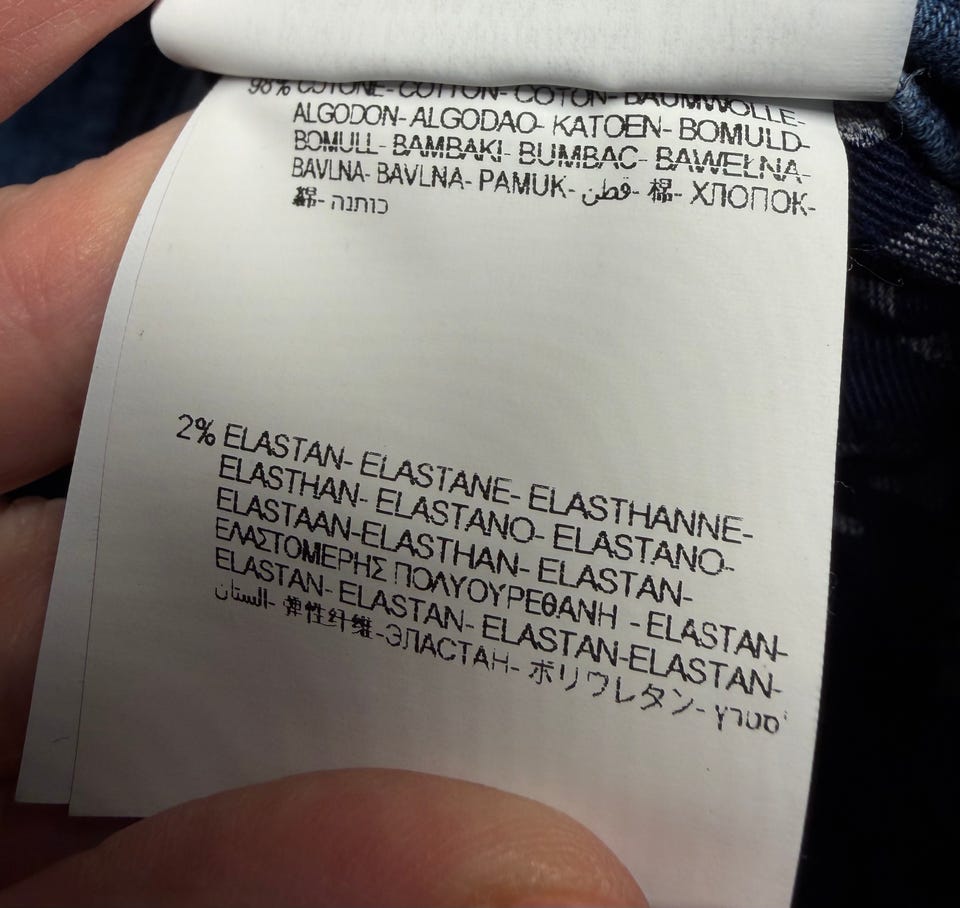 98% COTONE- COTTON- COTON- BAUMWOLLE-
ALGODON- ALGODAO- KATOEN- BOMULD-
BOMULL- BAMBAKI- BUMBAC- BAWEŁNA-
BAVLNA- BAVLNA- PAMUK- قطن- 棉- ХЛОПОК-
綿- כותנה
2% ELASTAN- ELASTANE- ELASTHANNE-
ELASTHAN- ELASTANO- ELASTANO-
ELASTAAN-ELASTHAN- ELASTAN-
ΕΛΑΣΤΟΜΕΡΗΣ ΠΟΛΥΟΥΡΕΘΑΝΗ - ELASTAN-
ELASTAN- ELASTAN- ELASTAN-ELASTAN-
الستان- 弹性纤维-ЭЛАСТАН- ポリウレタン- סטרץ'